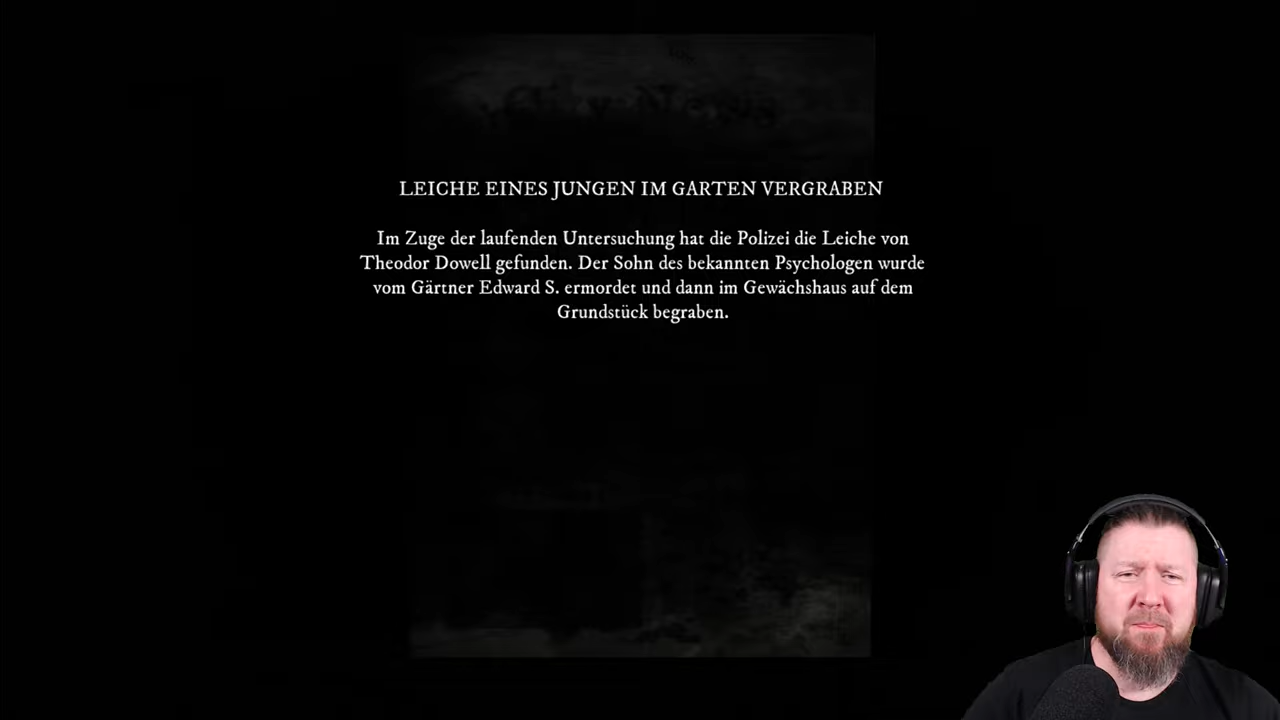 City News
LEICHE EINES JUNGEN IM GARTEN VERGRABEN
Im Zuge der laufenden Untersuchung hat die Polizei die Leiche von
Theodor Dowell gefunden. Der Sohn des bekannten Psychologen wurde
vom Gärtner Edward S. ermordet und dann im Gewächshaus auf dem
Grundstück begraben.